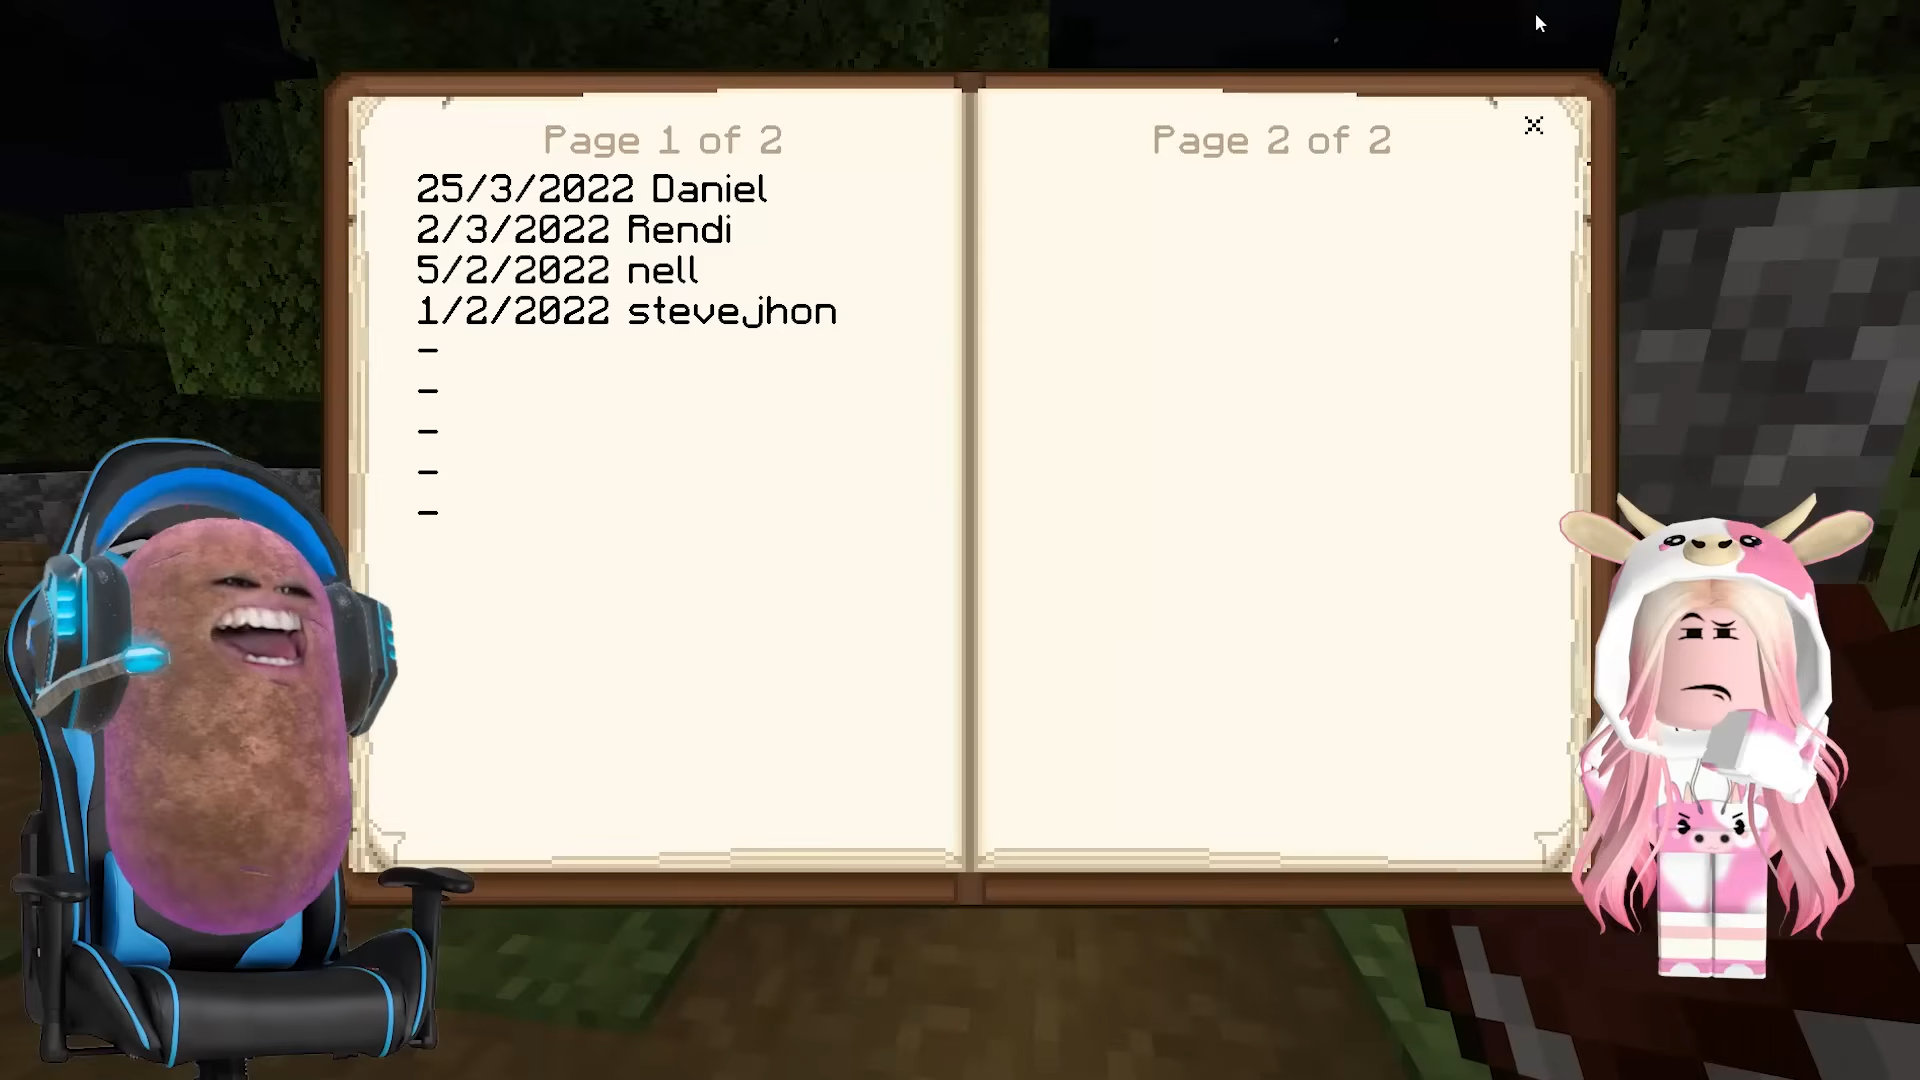 Page 1 of 2
25/3/2022 Daniel
2/3/2022 Rendi
5/2/2022 nell
1/2/2022 stevejhon
-
-
-
-
-
Page 2 of 2